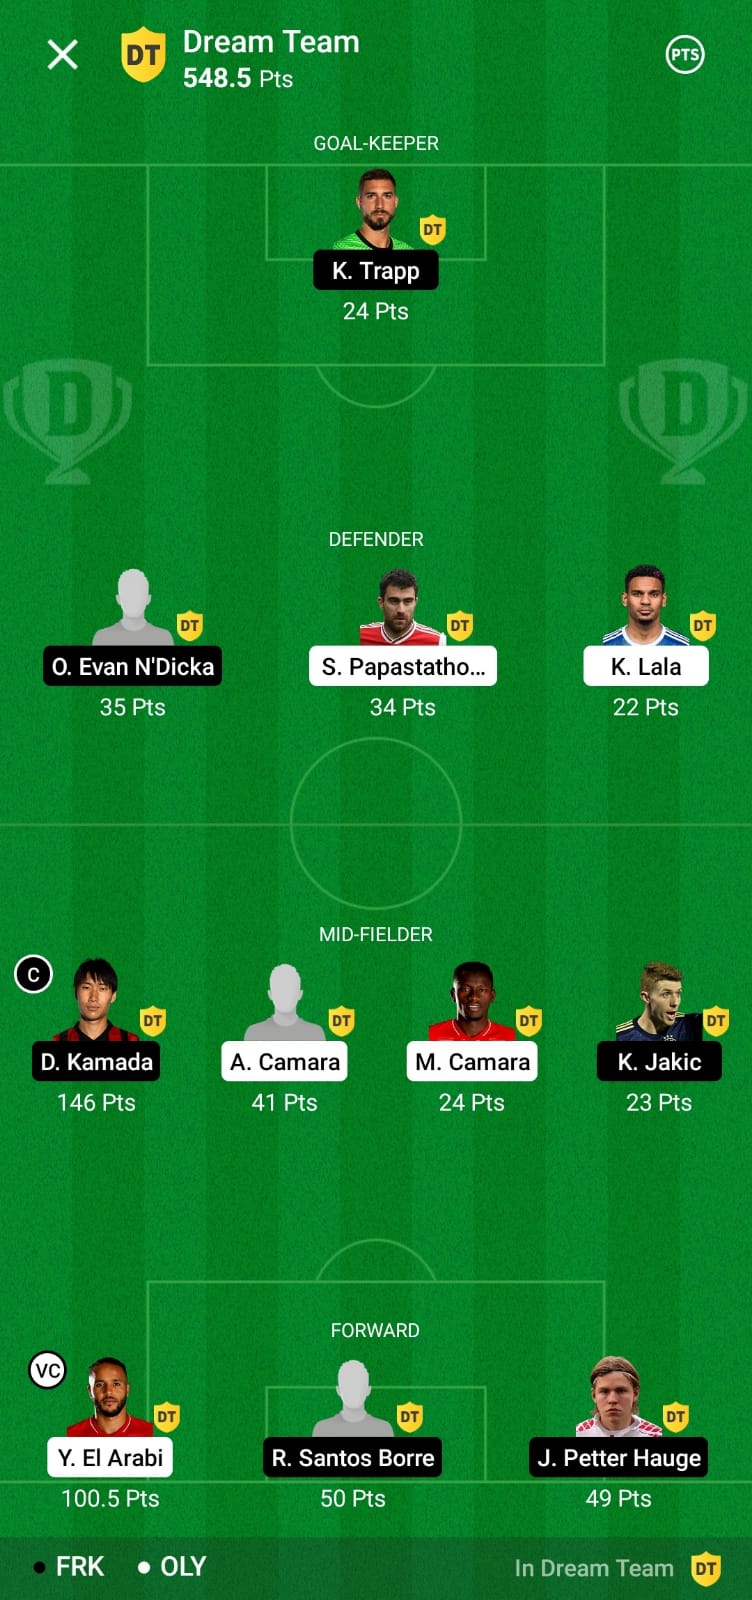 DT
Dream Team
548.5 Pts
PTS
GOAL-KEEPER
DT
K. Trapp
24 Pts
D
D
DEFENDER
DT
DT
DT
O. Evan N'Dicka
S. Papastatho...
K. Lala
35 Pts
34 Pts
22 Pts
MID-FIELDER
C
DT
DT
DT
DT
D. Kamada
A. Camara
M. Camara
K. Jakic
146 Pts
41 Pts
24 Pts
23 Pts
FORWARD
VC
DT
DT
DT
Y. El Arabi
R. Santos Borre
J. Petter Hauge
100.5 Pts
50 Pts
49 Pts
FRK
OLY
In Dream Team DT